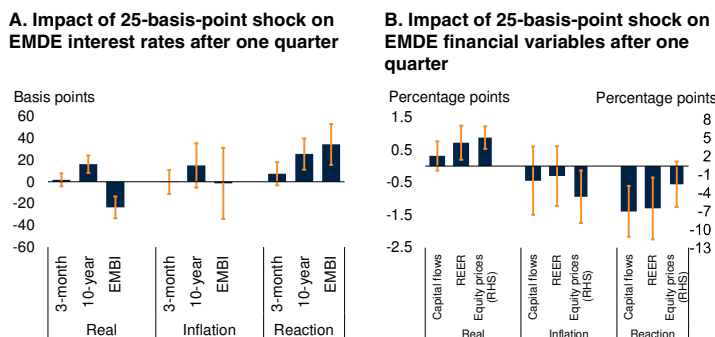 A. Impact of 25-basis-point shock on
EMDE interest rates after one quarter
Basis points
60
40
20
0
-20
-40
-60
3-month
10-year
EMBI
3-month
10-year
EMBI
3-month
10-year
EMBI
Real
Inflation
Reaction
B. Impact of 25-basis-point shock on
EMDE financial variables after one
quarter
Percentage points
Percentage points
1.5
0.5
-0.5
-1.5
-2.5
8
5
2
-1
-4
-7
-10
-13
Capital flows
REER
Equity prices
(RHS)
Capital flows
REER
Equity prices
(RHS)
Capital flows
REER
Equity prices
(RHS)
Real
Inflation
Reaction